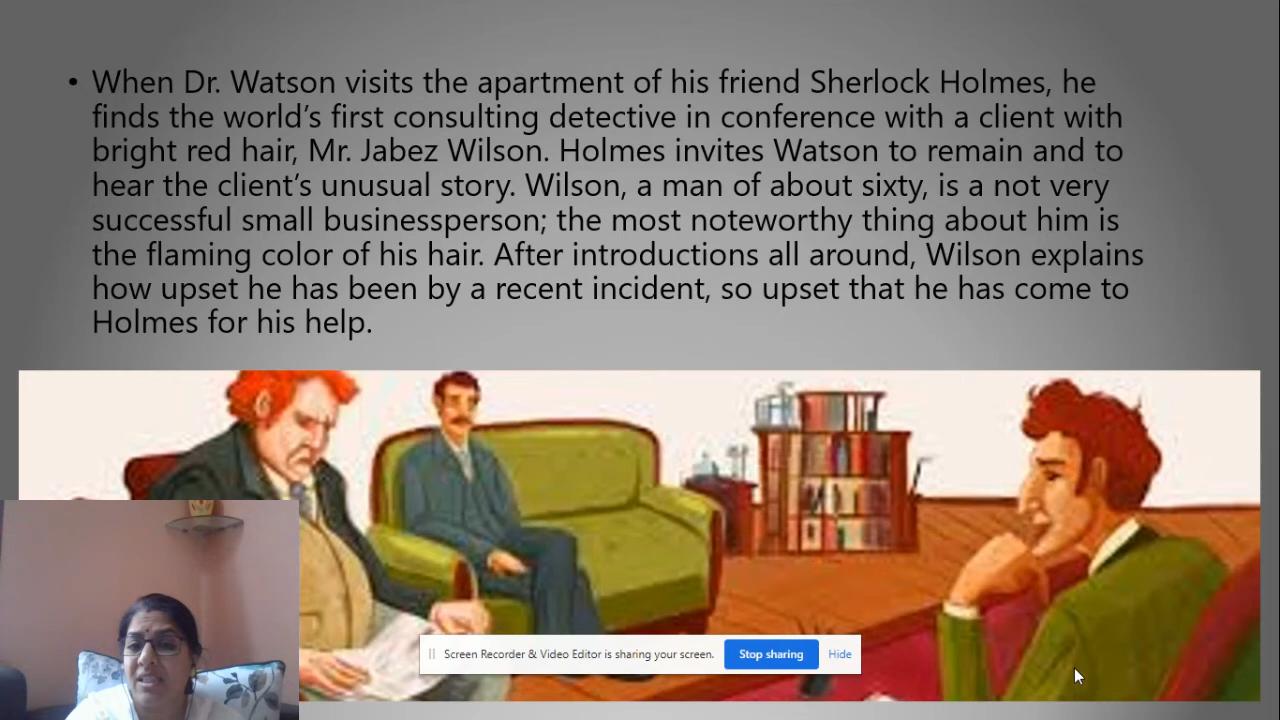 • When Dr. Watson visits the apartment of his friend Sherlock Holmes, he
finds the world’s first consulting detective in conference with a client with
bright red hair, Mr. Jabez Wilson. Holmes invites Watson to remain and to
hear the client’s unusual story. Wilson, a man of about sixty, is a not very
successful small businessperson; the most noteworthy thing about him is
the flaming color of his hair. After introductions all around, Wilson explains
how upset he has been by a recent incident, so upset that he has come to
Holmes for his help.
Screen Recorder & Video Editor is sharing your screen. Stop sharing Hide